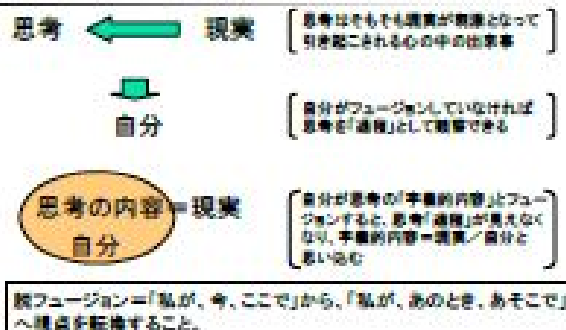 思考 現実
思考はそもそも現実が資源となって
引き起こされる心の中の出来事
自分
自分がフュージョンしていなければ
思考を「過程」として観察できる
思考の内容=現実
自分
自分が思考の「字義的内容」とフュー
ジョンすると、思考「過程」が見えなく
なり、字義的内容=現実/自分と
思い込む
脱フュージョン=「私が、今、ここで」から、「私が、あのとき、あそこで」
へ視点を転換すること。